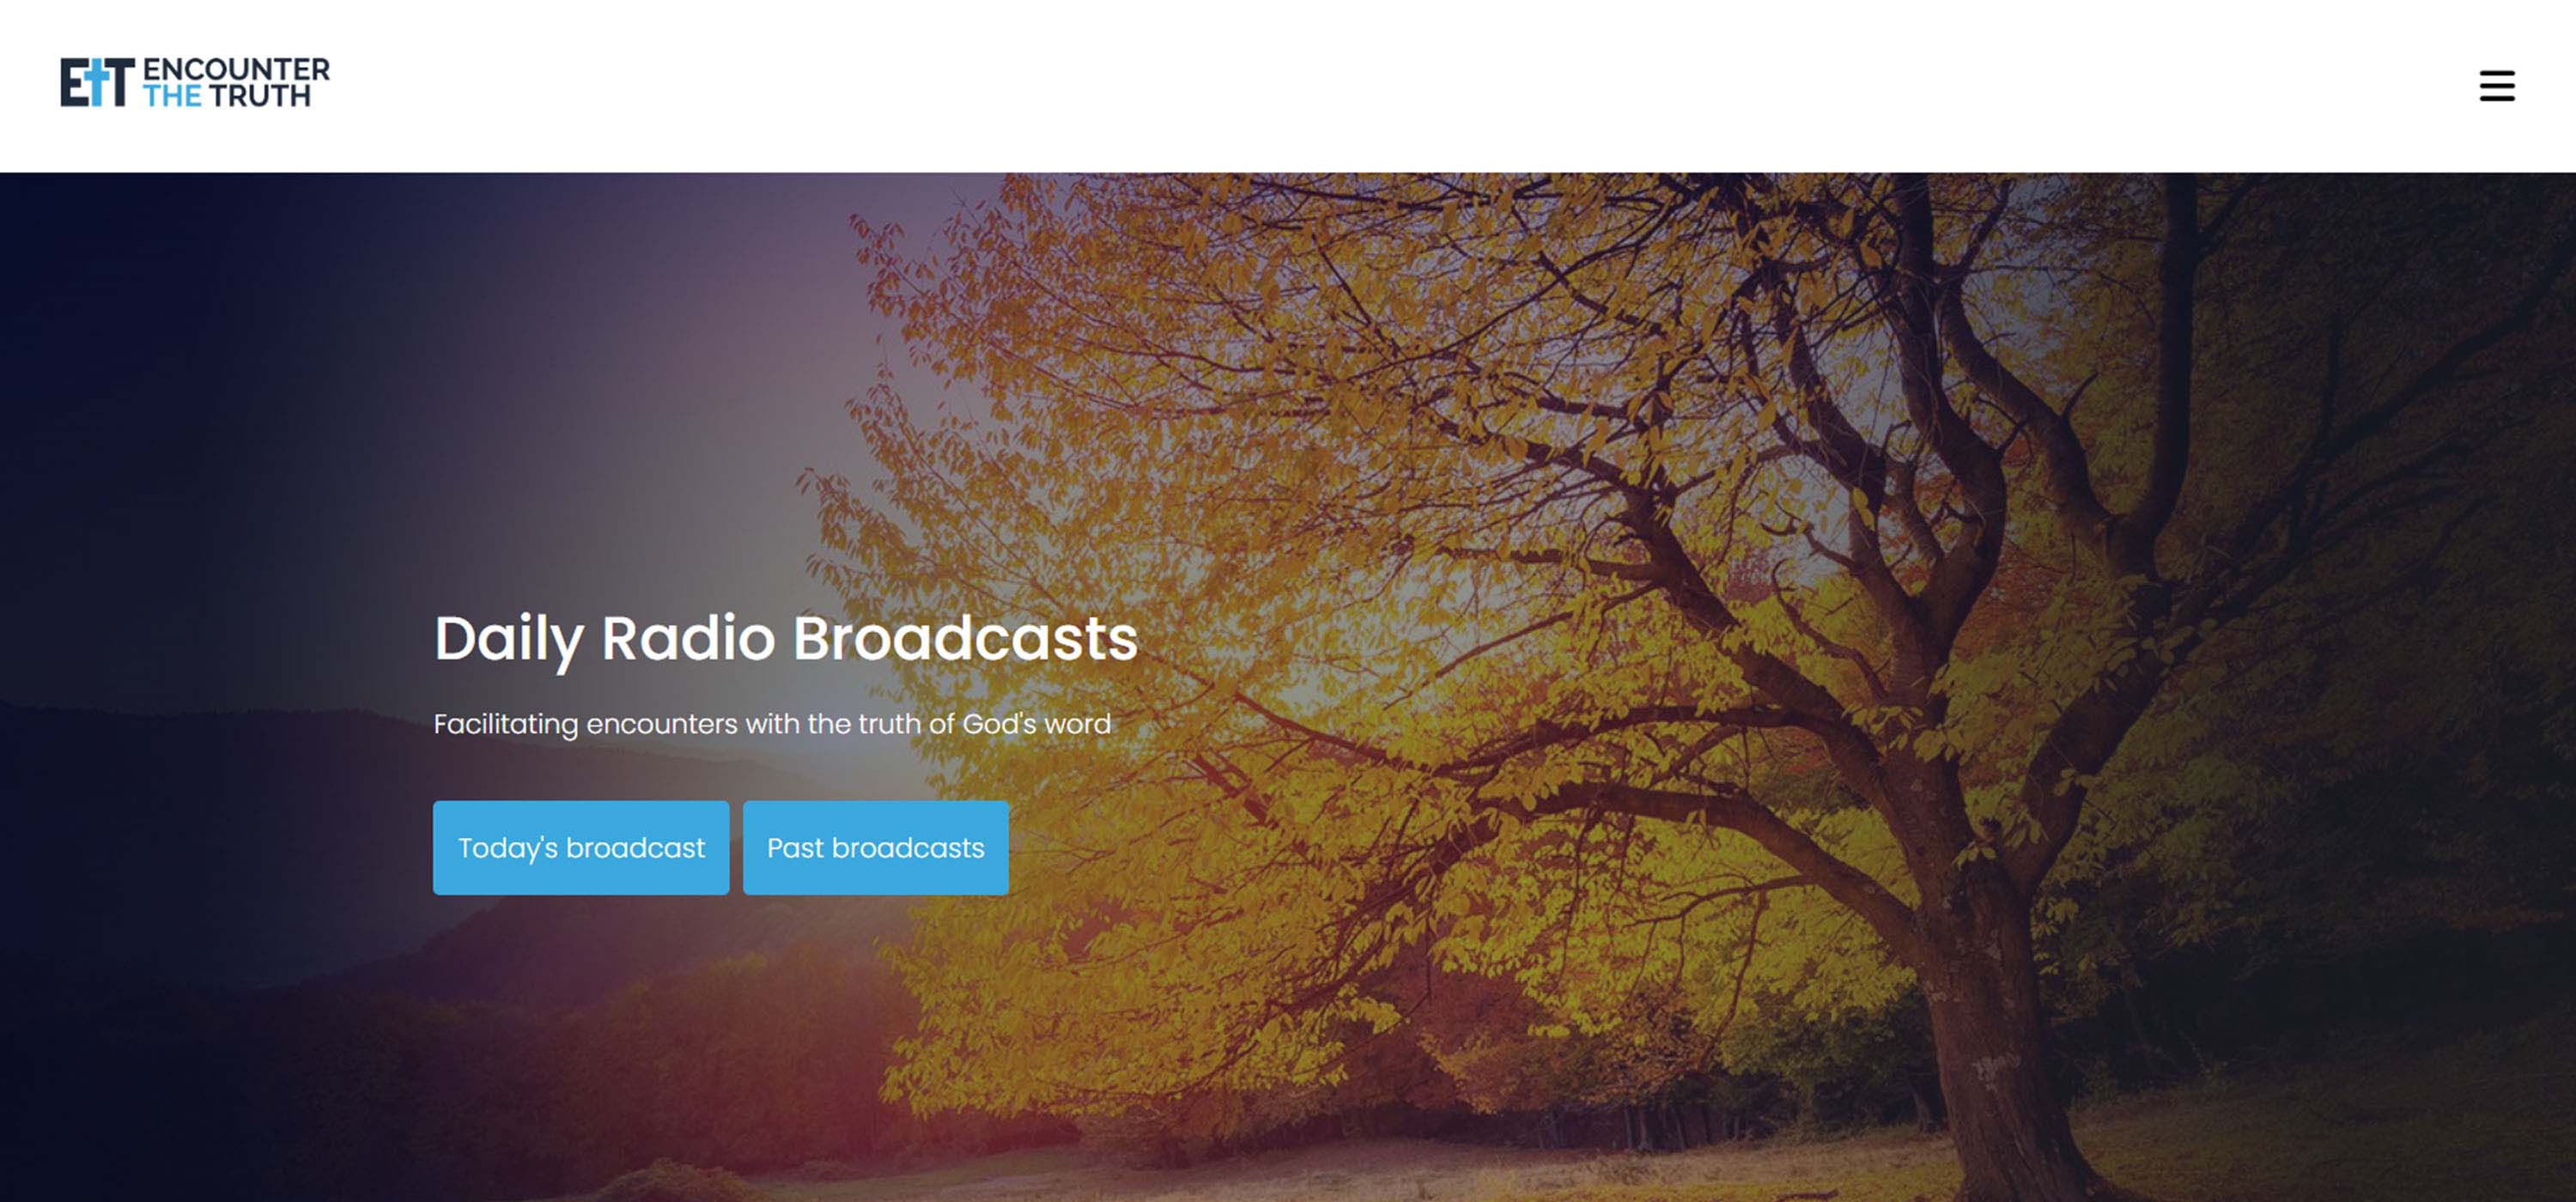 EtT ENCOUNTER
THE TRUTH
Daily Radio Broadcasts
Facilitating encounters with the truth of God's word
Today's broadcast Past broadcasts